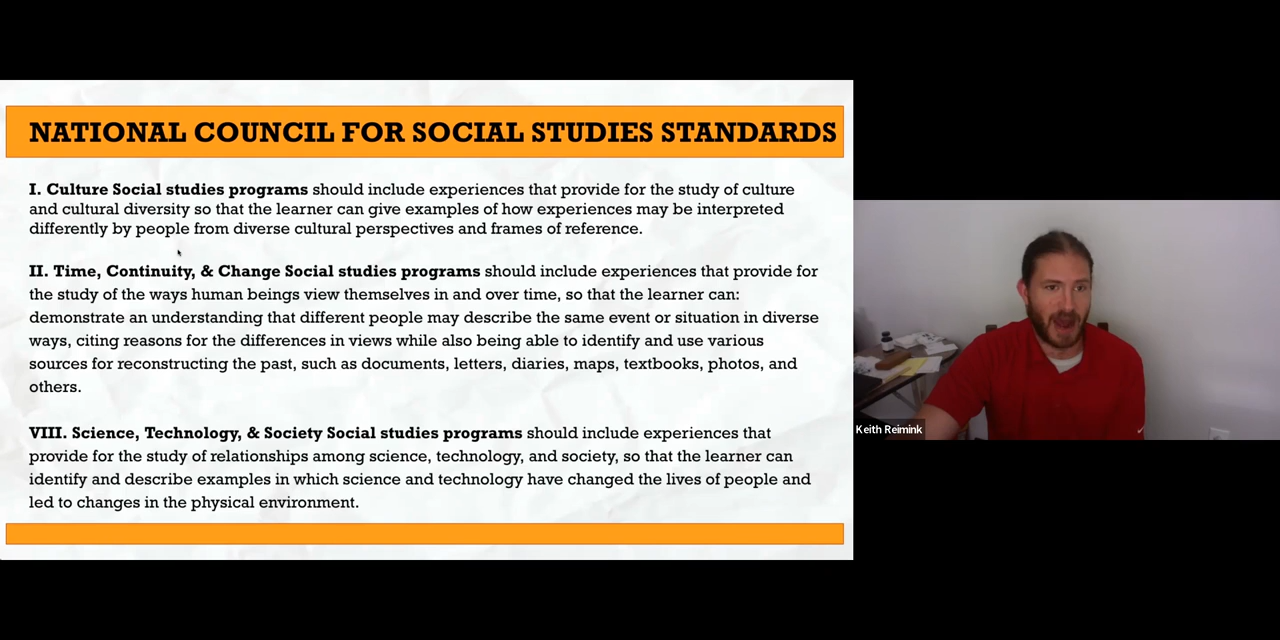 NATIONAL COUNCIL FOR SOCIAL STUDIES STANDARDS
I. Culture Social studies programs should include experiences that provide for the study of culture
and cultural diversity so that the learner can give examples of how experiences may be interpreted
differently by people from diverse cultural perspectives and frames of reference.
II. Time, Continuity, & Change Social studies programs should include experiences that provide for
the study of the ways human beings view themselves in and over time, so that the learner can:
demonstrate an understanding that different people may describe the same event or situation in diverse
ways, citing reasons for the differences in views while also being able to identify and use various
sources for reconstructing the past, such as documents, letters, diaries, maps, textbooks, photos, and
others.
VIII. Science, Technology, & Society Social studies programs should include experiences that
provide for the study of relationships among science, technology, and society, so that the learner can
identify and describe examples in which science and technology have changed the lives of people and
led to changes in the physical environment.
Keith Reimink